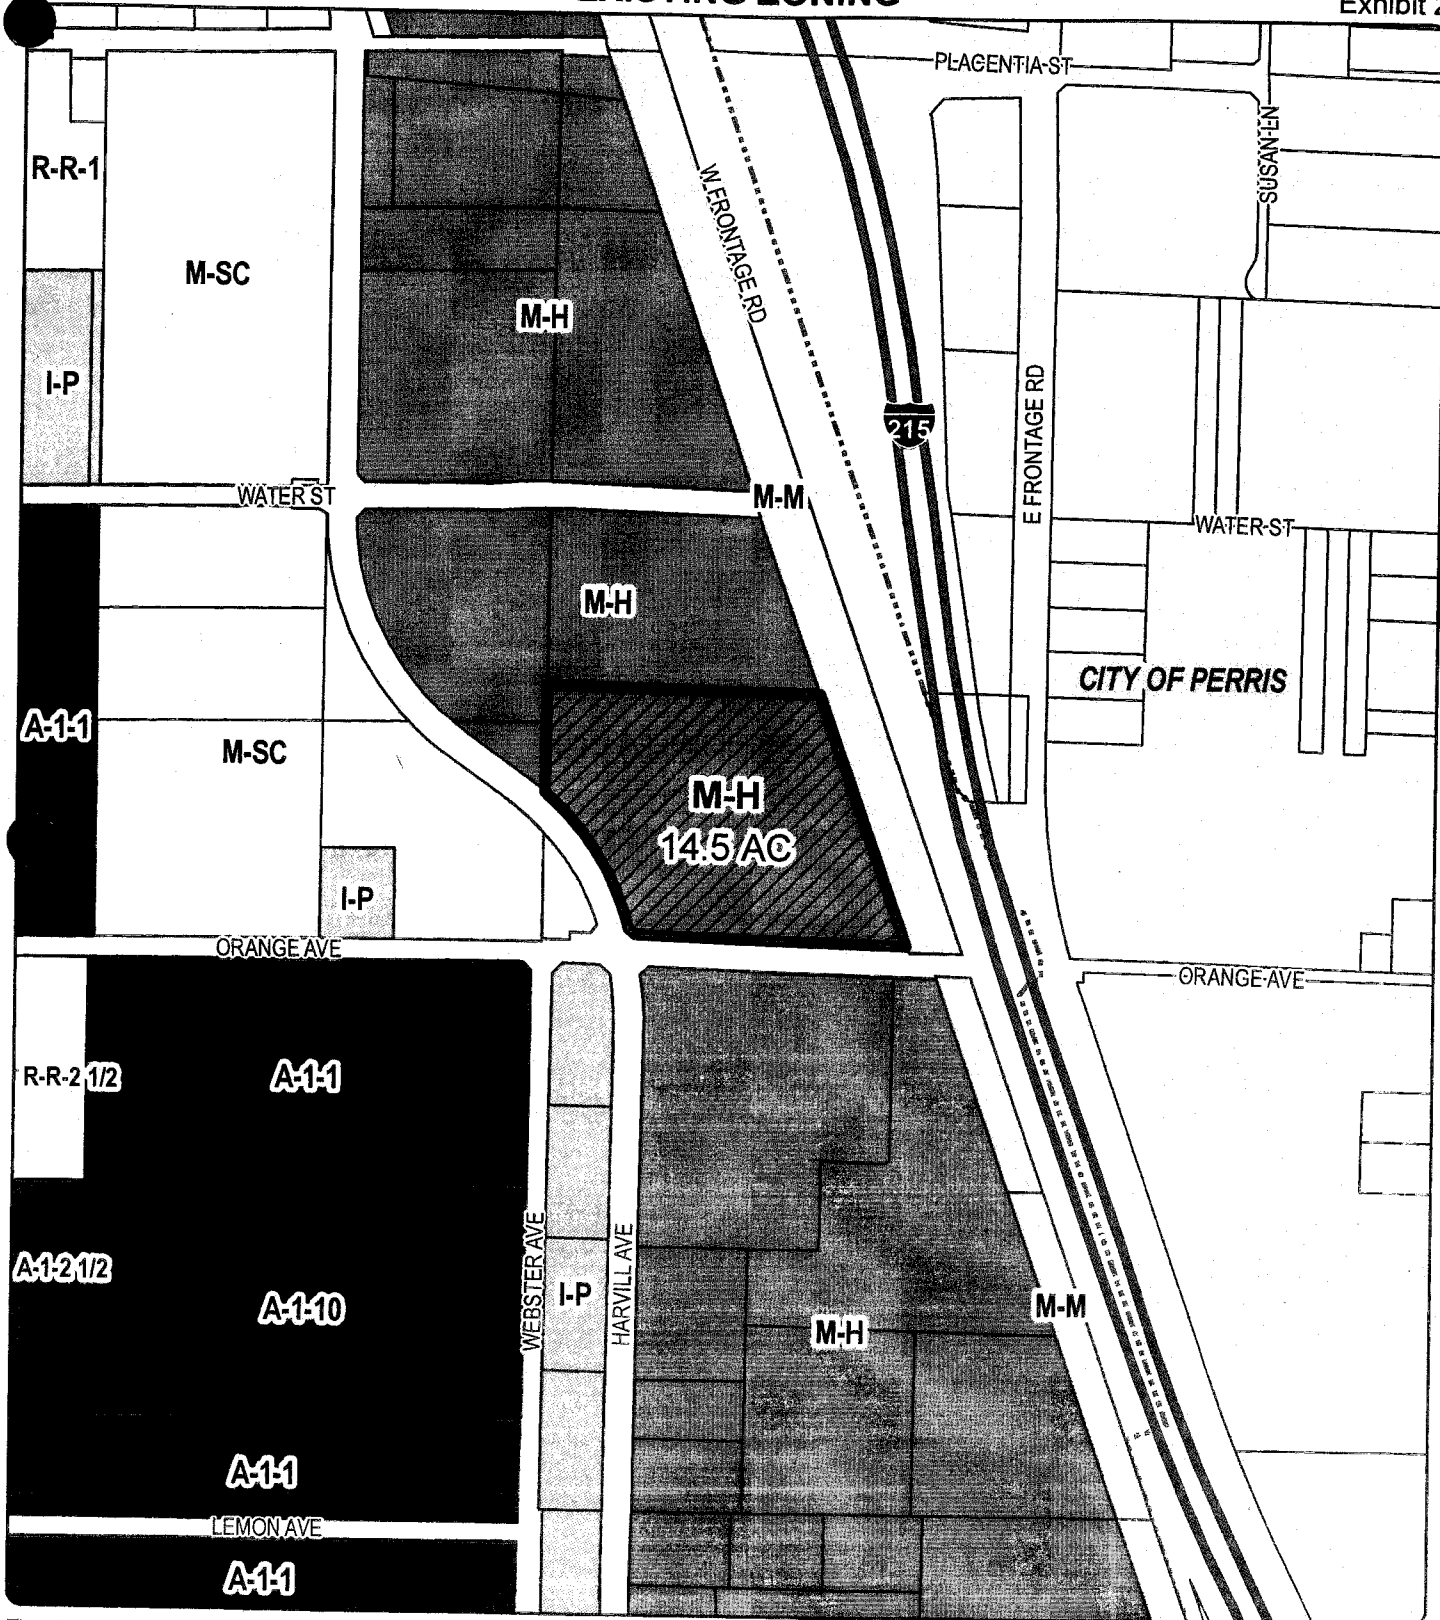 EXISTING ZONING
Exhibit 2
PLACENTIA ST
SUSAN LN
R-R-1
W FRONTAGE RD
M-SC
M-H
I-P
E FRONTAGE RD
215
WATER ST
M-M
WATER ST
M-H
CITY OF PERRIS
A-1-1
M-SC
M-H
14.5 AC
I-P
ORANGE AVE
ORANGE AVE
R-R-2 1/2
A-1-1
A-1-2 1/2
WEBSTER AVE
HARVILL AVE
I-P
A-1-10
M-M
M-H
A-1-1
LEMON AVE
A-1-1